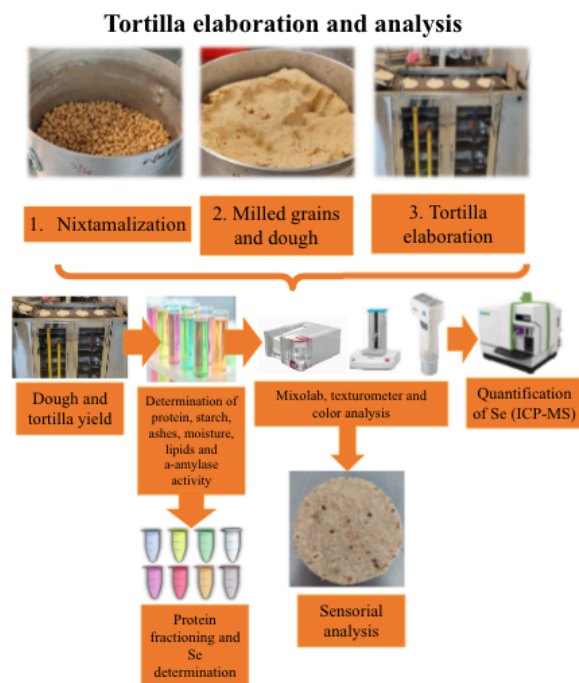 Tortilla elaboration and analysis
1. Nixtamalization
2. Milled grains
and dough
3. Tortilla
elaboration
Dough and
tortilla yield
Determination of
protein, starch,
ashes, moisture,
lipids and
a-amylase
activity
Mixolab, texturometer and
color analysis
Quantification
of Se (ICP-MS)
Protein
fractioning and
Se
determination
Sensorial
analysis